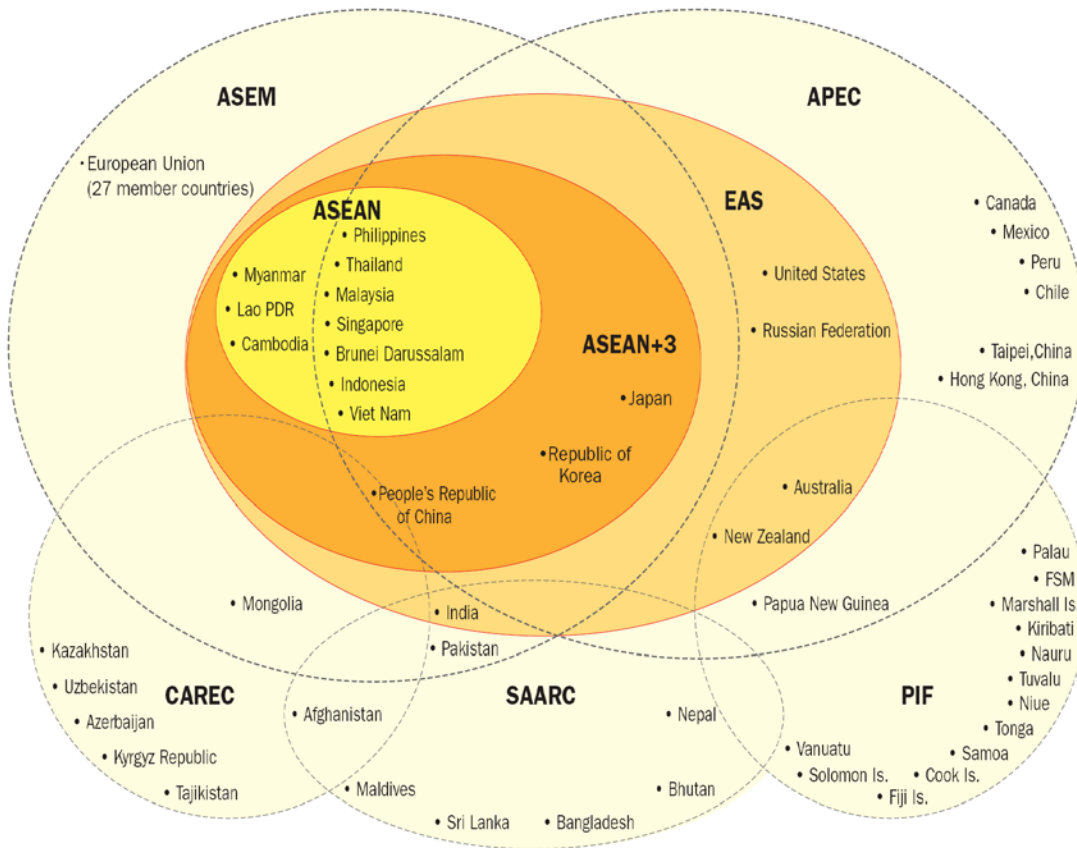 ASEM
APEC
• European Union
(27 member countries)
EAS
ASEAN
• Canada
• Mexico
• Peru
• Chile
• Philippines
• Thailand
• Myanmar
• Malaysia
• Lao PDR
• Singapore
• Cambodia
• Brunei Darussalam
• Indonesia
• Viet Nam
• United States
• Russian Federation
ASEAN+3
• Taipei,China
• Hong Kong, China
• Japan
• Republic of
Korea
• People's Republic
of China
• Australia
• New Zealand
• Mongolia
• India
• Pakistan
• Papua New Guinea
• Palau
• FSM
• Marshall Is.
• Kiribati
• Nauru
• Tuvalu
• Niue
• Tonga
• Samoa
• Kazakhstan
• Uzbekistan
CAREC
• Azerbaijan
• Kyrgyz Republic
• Tajikistan
SAARC
• Afghanistan
• Nepal
• Maldives
• Bhutan
• Sri Lanka
• Bangladesh
PIF
• Vanuatu
• Solomon Is.
• Cook Is.
• Fiji Is.